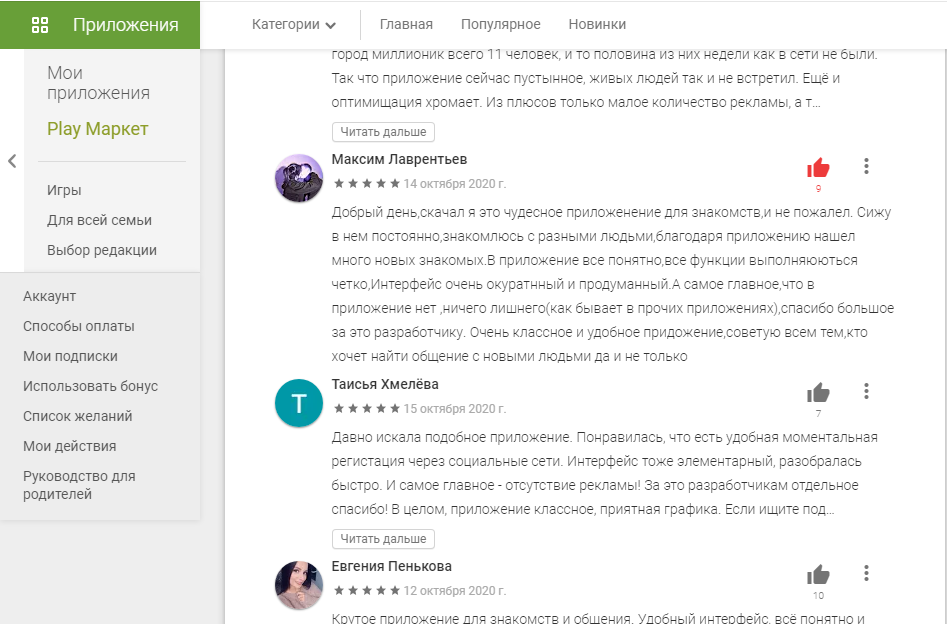 Приложения
Категории
Главная
Популярное
Новинки
Мои
приложения
Play Маркет
Игры
Для всей семьи
Выбор редакции
Аккаунт
Способы оплаты
Мои подписки
Использовать бонус
Список желаний
Мои действия
Руководство для
родителей
город миллионик всего 11 человек, и то половина из них недели как в сети не были.
Так что приложение сейчас пустынное, живых людей так и не встретил. Ещё и
оптимищация хромает. Из плюсов только малое количество рекламы, а т...
Читать дальше
Максим Лаврентьев
14 октября 2020 г.
9
Добрый день,скачал я это чудесное приложенение для знакомств,и не пожалел. Сижу
в нем постоянно,знакомлюсь с разными людьми,благодаря приложению нашел
много новых знакомых.В приложение все понятно,все функции выполняюються
четко,Интерфейс очень окуратнный и продуманный.А самое главное,что в
приложение нет ,ничего лишнего(как бывает в прочих приложениях),спасибо большое
за это разработчику. Очень классное и удобное придожение,советую всем тем,кто
хочет найти общение с новыми людьми да и не только
Т
Таисья Хмелёва
15 октября 2020 г.
7
Давно искала подобное приложение. Понравилась, что есть удобная моментальная
регистация через социальные сети. Интерфейс тоже элементарный, разобралась
быстро. И самое главное - отсутствие рекламы! За это разработчикам отдельное
спасибо! В целом, приложение классное, приятная графика. Если ищите под...
Читать дальше
Евгения Пенькова
12 октября 2020 г.
10
Крутое приложение для знакомств и общения. Удобный интерфейс, всё понятно и